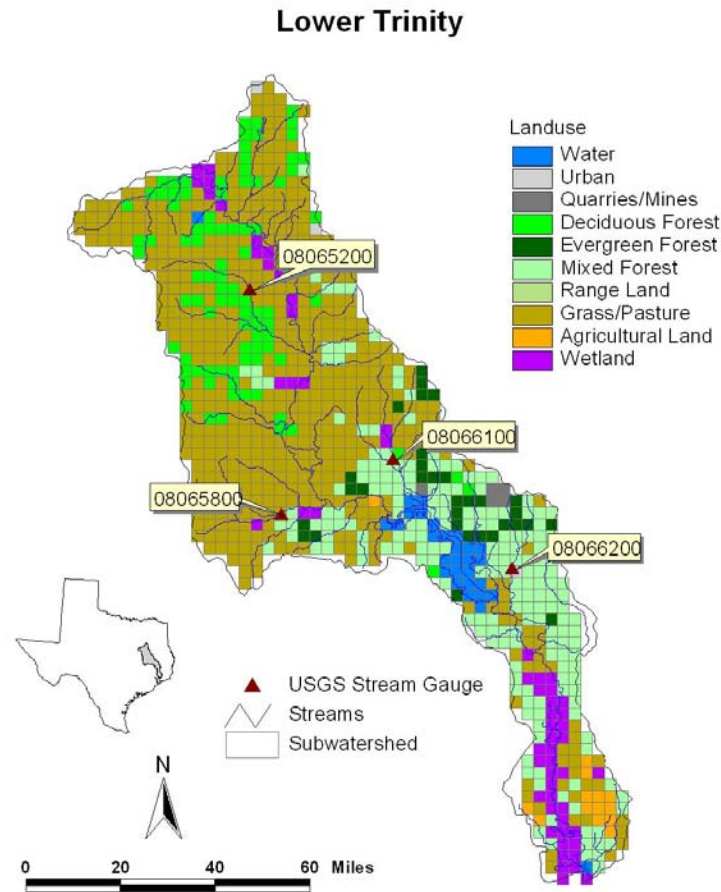 Lower Trinity
Landuse
Water
Urban
Quarries/Mines
Deciduous Forest
Evergreen Forest
Mixed Forest
Range Land
Grass/Pasture
Agricultural Land
Wetland
08065200
08066100
08065800
08066200
USGS Stream Gauge
Streams
Subwatershed
N
0 20 40 60 Miles